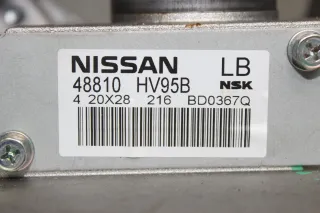 NISSAN LB
48810 HV95B NSK
4 20X28 216 BD0367Q